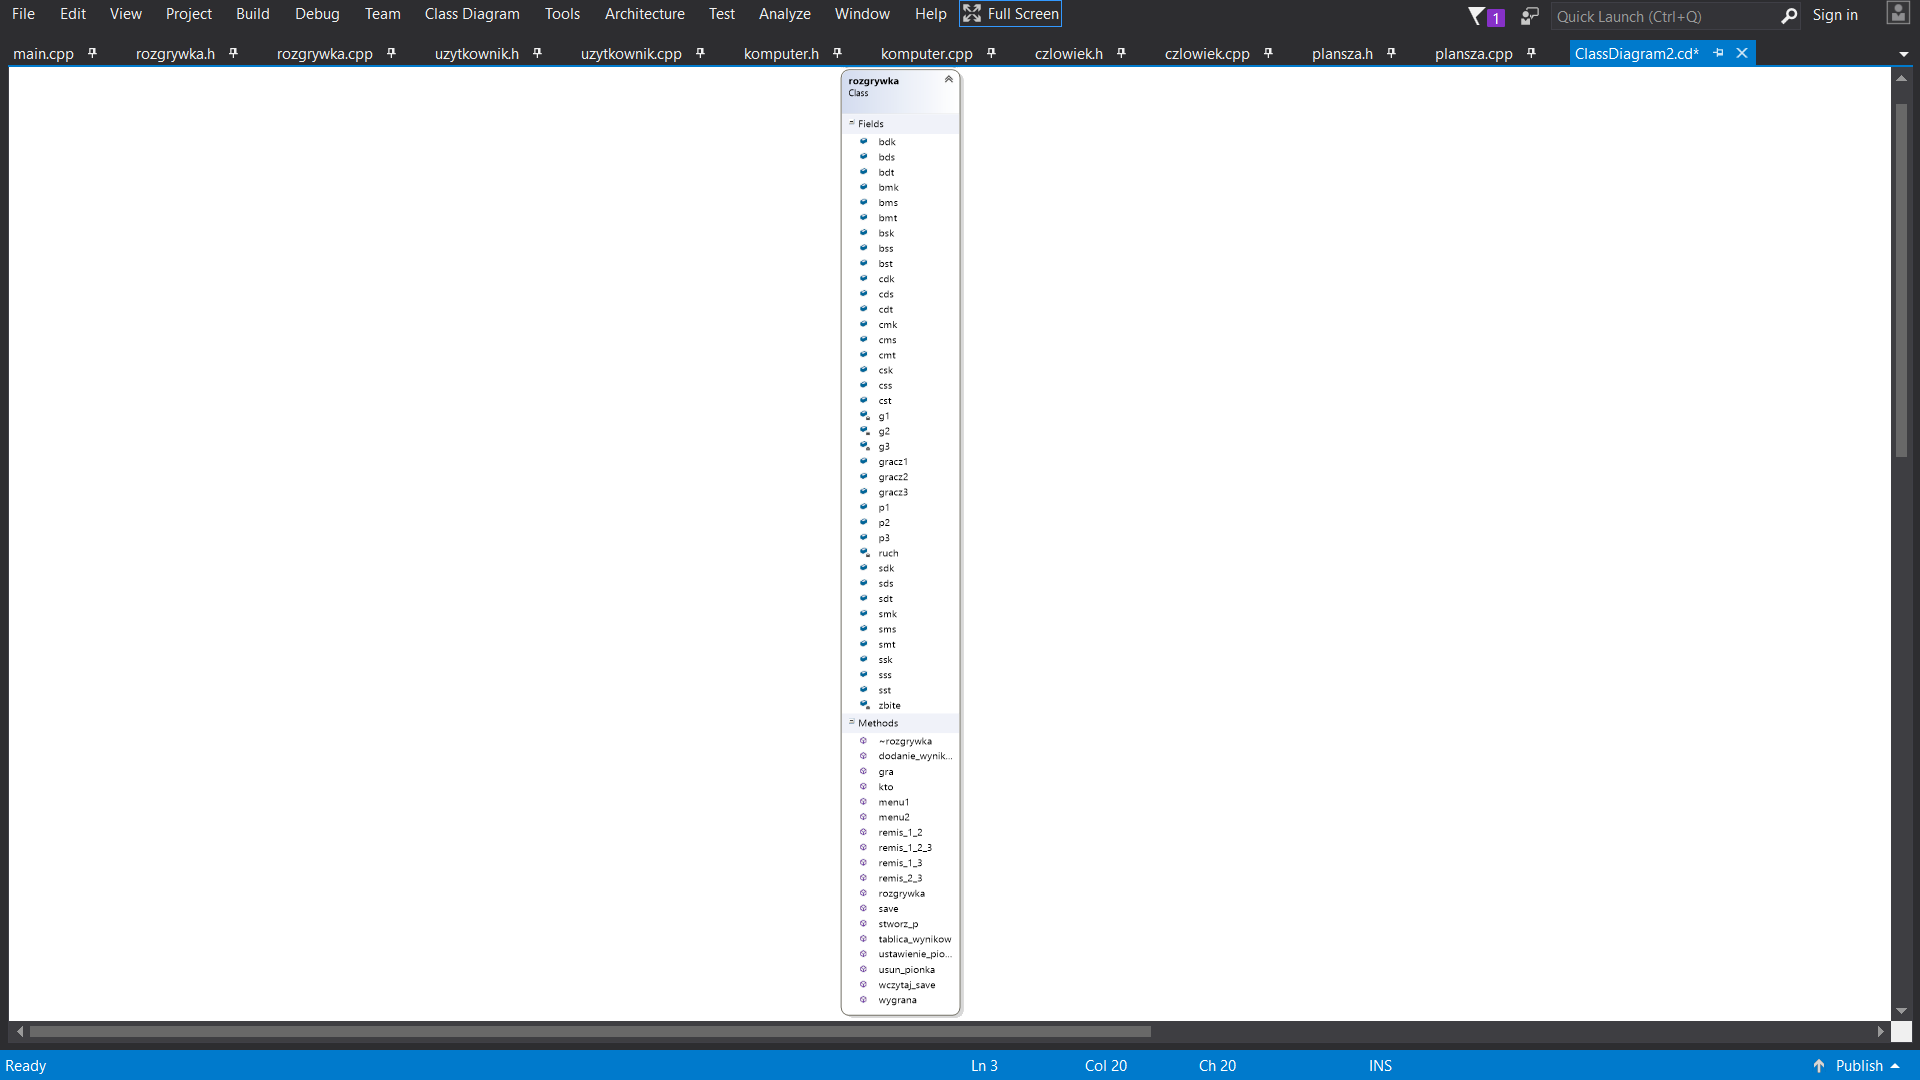 File Edit View Project Build Debug Team Class Diagram Tools Architecture Test Analyze Window Help Full Screen 1 Quick Launch (Ctrl+Q) Sign in
main.cpp rozgrywka.h rozgrywka.cpp uzytkownik.h uzytkownik.cpp komputer.h komputer.cpp czlowiek.h czlowiek.cpp plansza.h plansza.cpp ClassDiagram2.cd*
rozgrywka
Class
Fields
bdk
bds
bdt
bmk
bms
bmt
bsk
bss
bst
cdk
cds
cdt
cmk
cms
cmt
csk
css
cst
g1
g2
g3
gracz1
gracz2
gracz3
p1
p2
p3
ruch
sdk
sds
sdt
smk
sms
smt
ssk
sss
sst
zbite
Methods
~rozgrywka
dodanie_wynik...
gra
kto
menu1
menu2
remis_1_2
remis_1_2_3
remis_1_3
remis_2_3
rozgrywka
save
stworz_p
tablica_wynikow
ustawienie_pio...
usun_pionka
wczytaj_save
wygrana
Ready Ln 3 Col 20 Ch 20 INS Publish